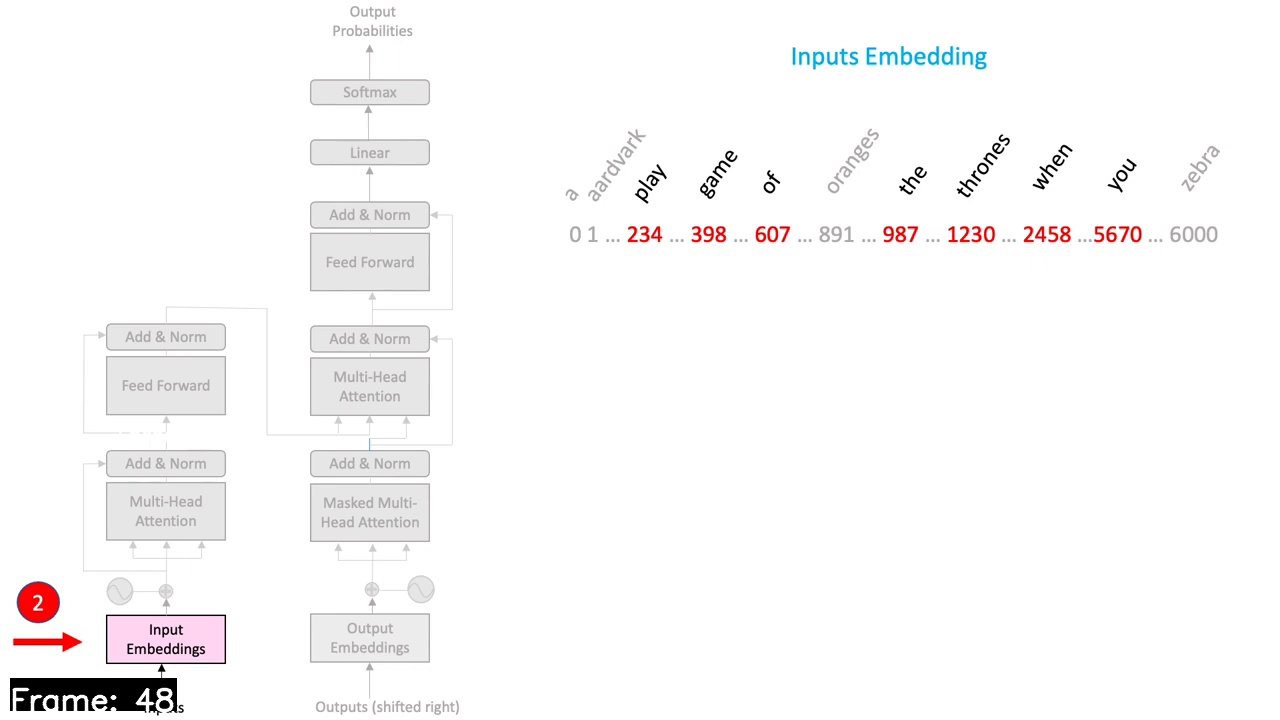 Output
Probabilities
Softmax
Linear
Add & Norm
Feed Forward
Add & Norm
Multi-Head
Attention
Add & Norm
Masked Multi-
Head Attention
Output
Embeddings
Outputs (shifted right)
Add & Norm
Feed Forward
Add & Norm
Multi-Head
Attention
2
Input
Embeddings
Frame: 48
Inputs Embedding
a aardvark play game of oranges the thrones when you zebra
0 1 ... 234 ... 398 ... 607 ... 891 ... 987 ... 1230 ... 2458 ...5670 ... 6000